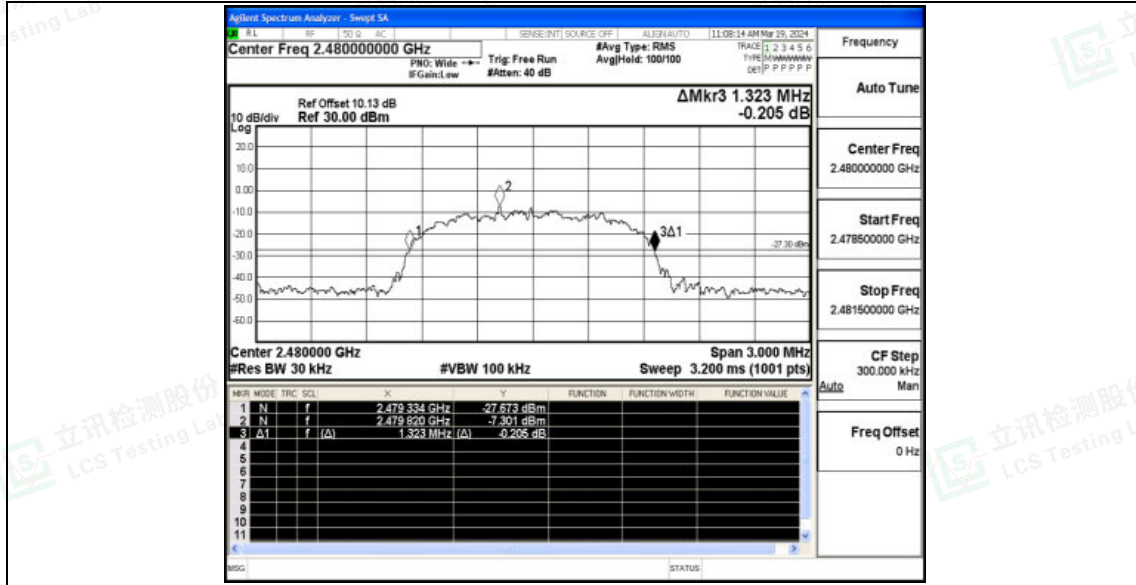 Agilent Spectrum Analyzer - Swept SA
RL RF 50 Ω AC SENSE:INT SOURCE OFF ALIGNAUTO 11:08:14 AM Mar 19, 2024
Center Freq 2.480000000 GHz
PNO: Wide
IFGain:Low
Trig: Free Run
#Atten: 40 dB
#Avg Type: RMS
Avg|Hold: 100/100
TRACE 1 2 3 4 5 6
TYPE MWWWWW
DET P P P P P P
Ref Offset 10.13 dB
10 dB/div Ref 30.00 dBm
Log
ΔMkr3 1.323 MHz
-0.205 dB
20.0
10.0
0.00
-10.0
-20.0
-30.0
-40.0
-50.0
-60.0
1
2
3Δ1
-27.30 dBm
Center 2.480000 GHz Span 3.000 MHz
#Res BW 30 kHz #VBW 100 kHz Sweep 3.200 ms (1001 pts)
MKR MODE TRC SCL X Y FUNCTION FUNCTION WIDTH FUNCTION VALUE
1 N f 2.479 334 GHz -27.673 dBm
2 N f 2.479 820 GHz -7.301 dBm
3 Δ1 f (Δ) 1.323 MHz (Δ) -0.205 dB
4
5
6
7
8
9
10
11
MSG STATUS
Frequency
Auto Tune
Center Freq
2.480000000 GHz
Start Freq
2.478500000 GHz
Stop Freq
2.481500000 GHz
CF Step
300.000 kHz
Auto Man
Freq Offset
0 Hz
立讯检测股份
LCS Testing Lab
立讯检测股份
LCS Testing L
sting Lab
立